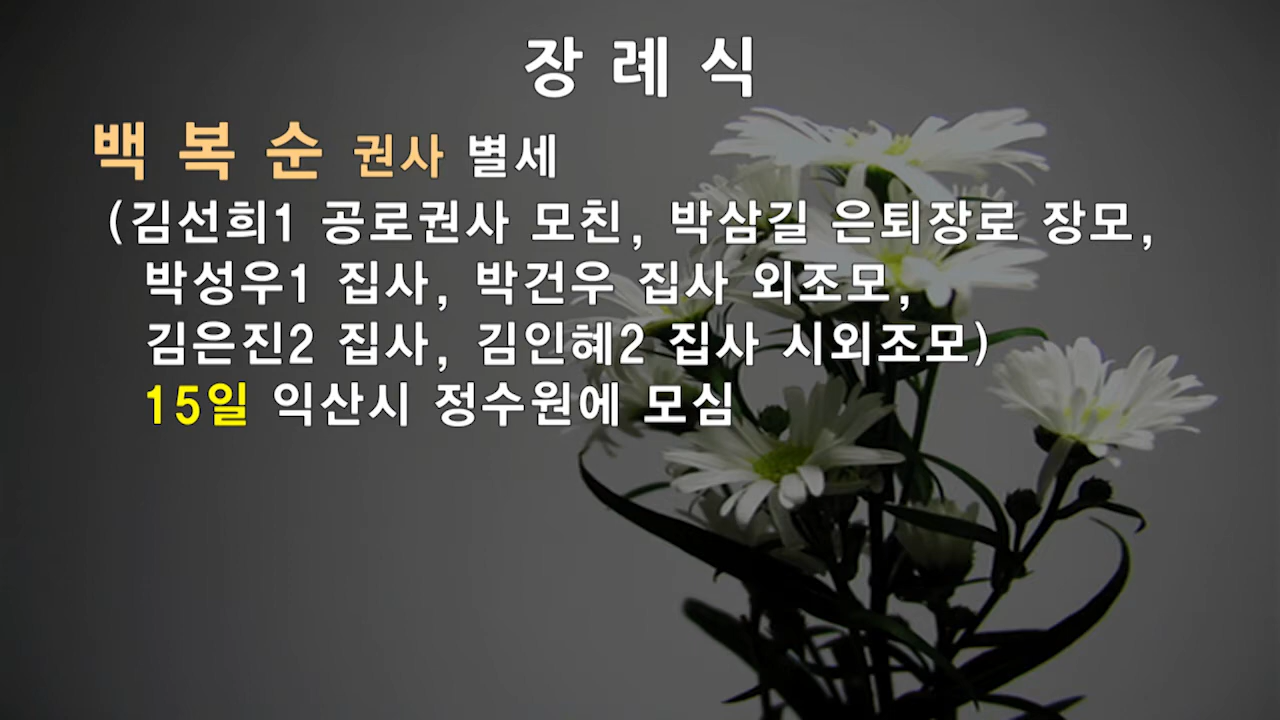 장 례 식
백 복 순 권사 별세
(김선희1 공로권사 모친, 박삼길 은퇴장로 장모,
박성우1 집사, 박건우 집사 외조모,
김은진2 집사, 김인혜2 집사 시외조모)
15일 익산시 정수원에 모심